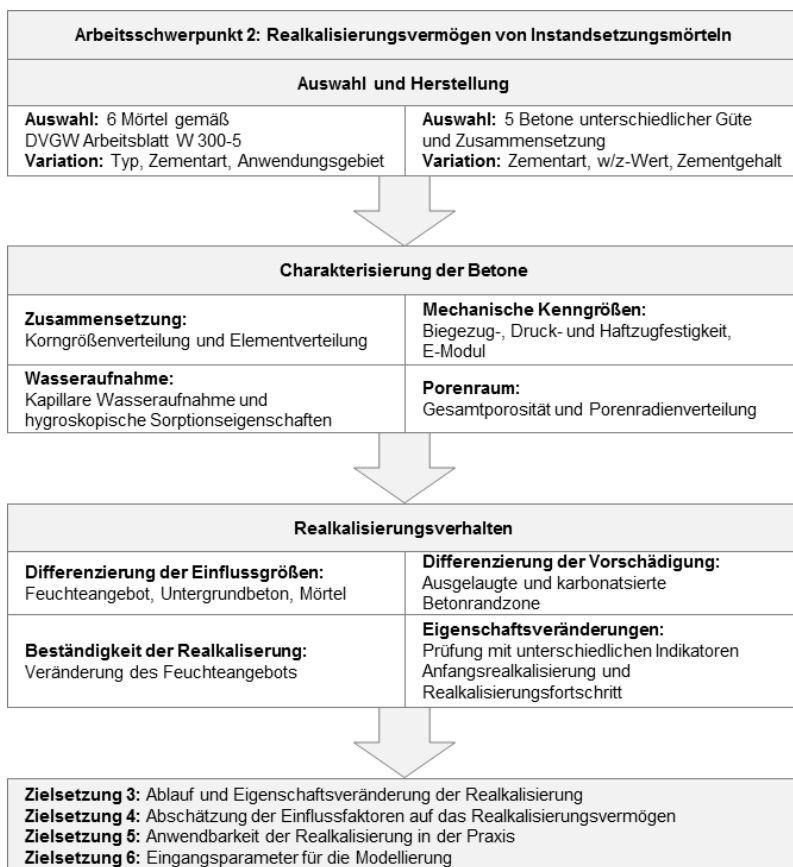 Arbeitsschwerpunkt 2: Realkalisierungsvermögen von Instandsetzungsmörteln
Auswahl und Herstellung
Auswahl: 6 Mörtel gemäß
DVGW Arbeitsblatt W 300-5
Variation: Typ, Zementart, Anwendungsgebiet
Auswahl: 5 Betone unterschiedlicher Güte
und Zusammensetzung
Variation: Zementart, w/z-Wert, Zementgehalt
Charakterisierung der Betone
Zusammensetzung:
Korngrößenverteilung und Elementverteilung
Mechanische Kenngrößen:
Biegezug-, Druck- und Haftzugfestigkeit,
E-Modul
Wasseraufnahme:
Kapillare Wasseraufnahme und
hygroskopische Sorptionseigenschaften
Porenraum:
Gesamtporosität und Porenradienverteilung
Realkalisierungsverhalten
Differenzierung der Einflussgrößen:
Feuchteangebot, Untergrundbeton, Mörtel
Differenzierung der Vorschädigung:
Ausgelaugte und karbonatsierte
Betonrandzone
Beständigkeit der Realkaliserung:
Veränderung des Feuchteangebots
Eigenschaftsveränderungen:
Prüfung mit unterschiedlichen Indikatoren
Anfangsrealkalisierung und
Realkalisierungsfortschritt
Zielsetzung 3: Ablauf und Eigenschaftsveränderung der Realkalisierung
Zielsetzung 4: Abschätzung der Einflussfaktoren auf das Realkalisierungsvermögen
Zielsetzung 5: Anwendbarkeit der Realkalisierung in der Praxis
Zielsetzung 6: Eingangsparameter für die Modellierung